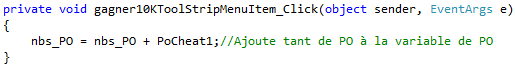 private void gagner10KToolStripMenuItem_Click(object sender, EventArgs e)
{
nbs_PO = nbs_PO + PoCheat1;//Ajoute tant de PO à la variable de PO
}